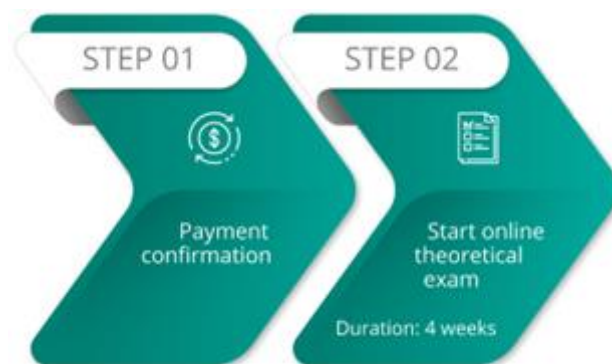 STEP 01
Payment
confirmation
STEP 02
Start online
theoretical
exam
Duration: 4 weeks